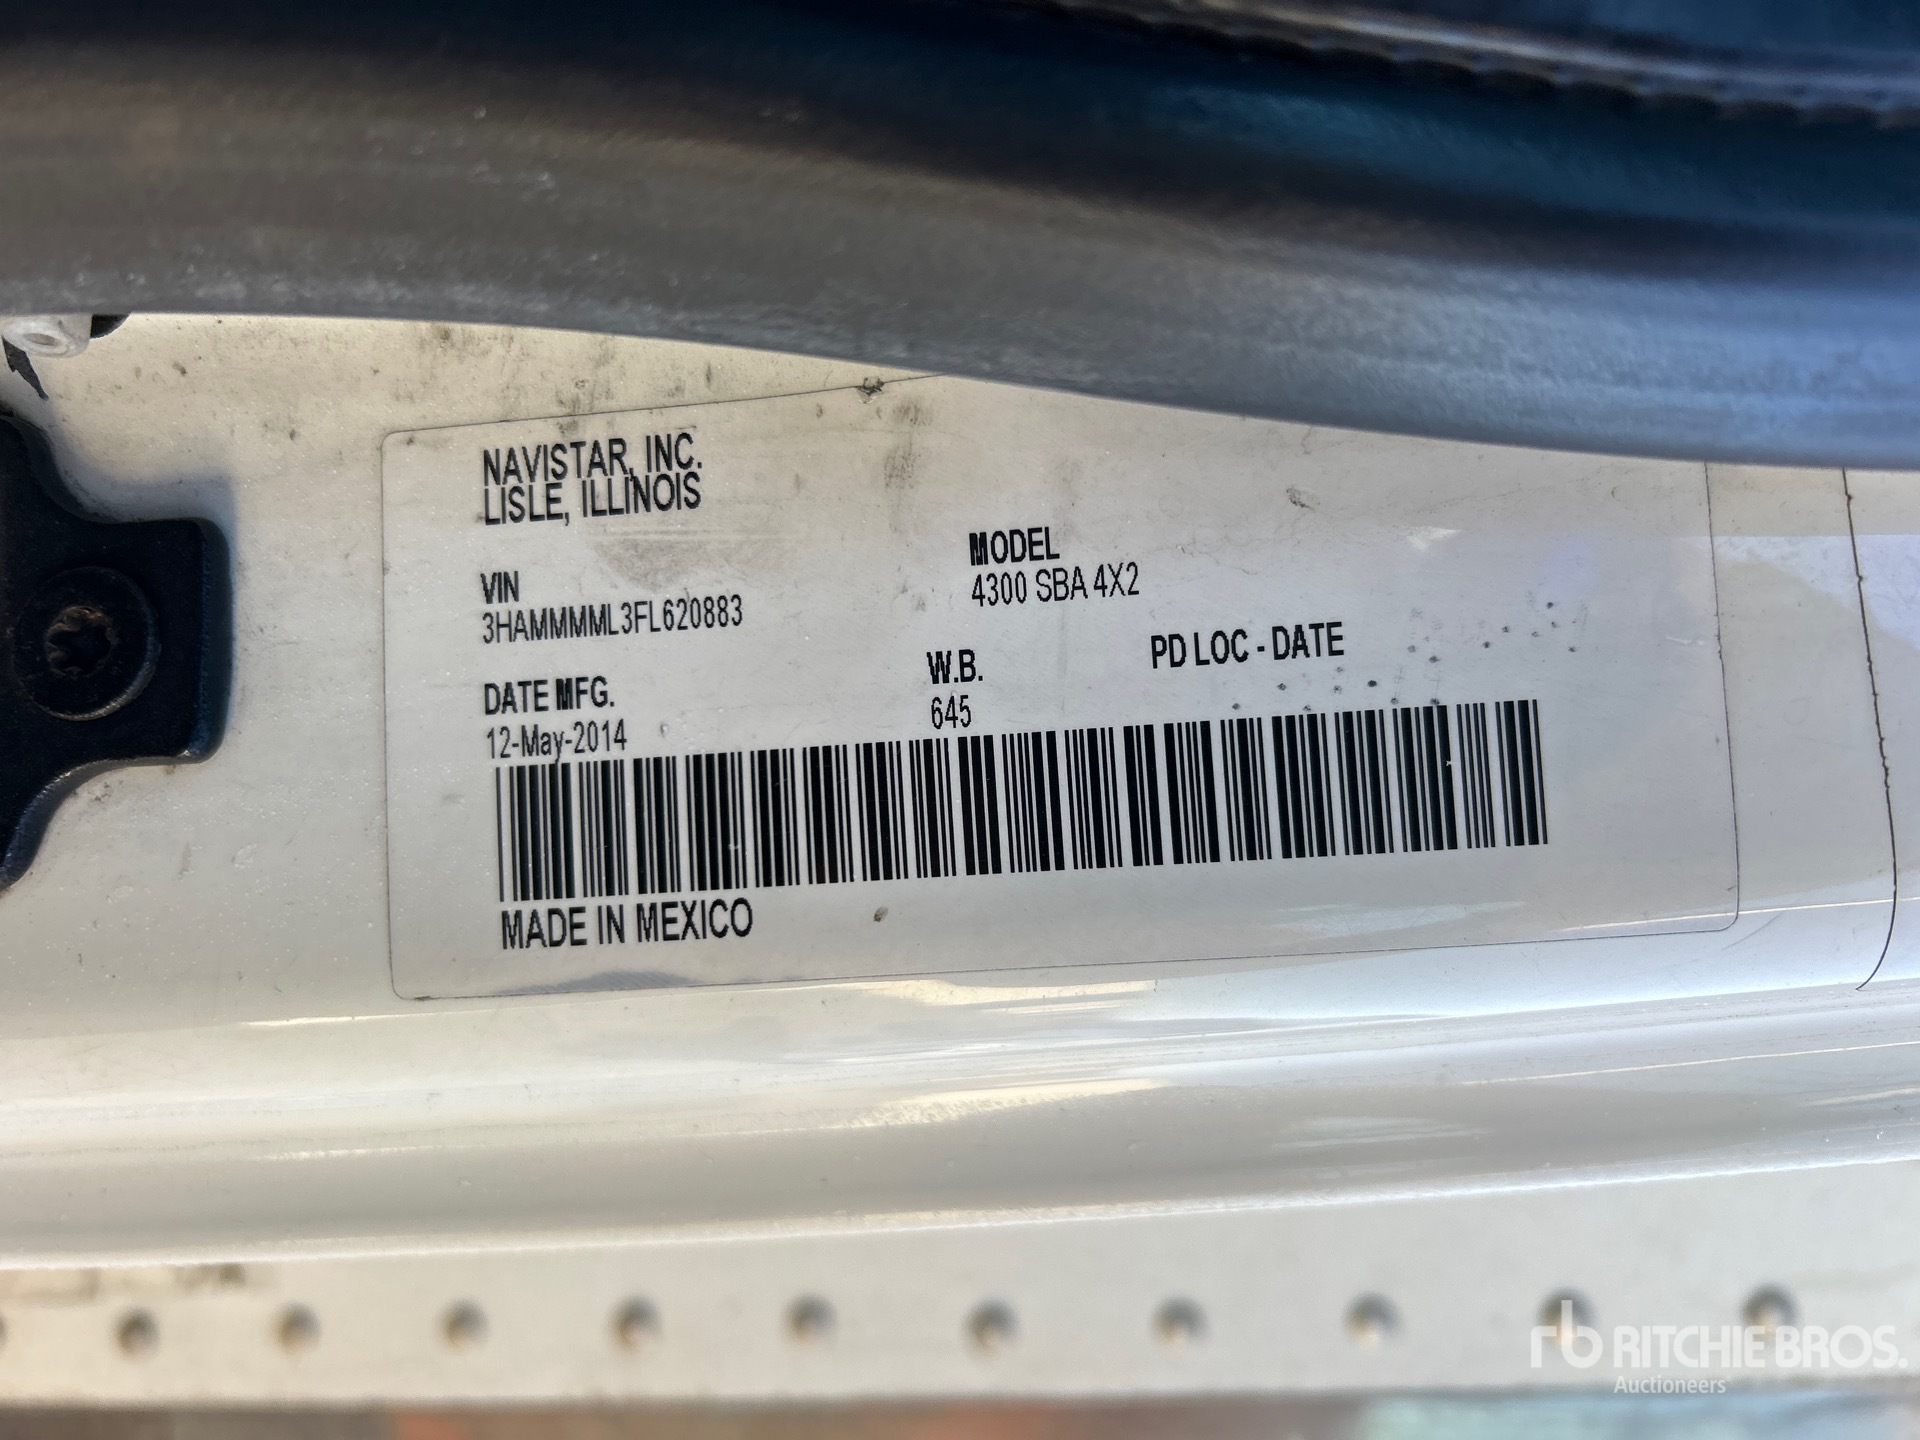 NAVISTAR, INC.
LISLE, ILLINOIS
VIN
3HAMMMML3FL620883
MODEL
4300 SBA 4X2
DATE MFG.
12-May-2014
W.B.
645
PD LOC - DATE
MADE IN MEXICO
rb RITCHIE BROS.
Auctioneers